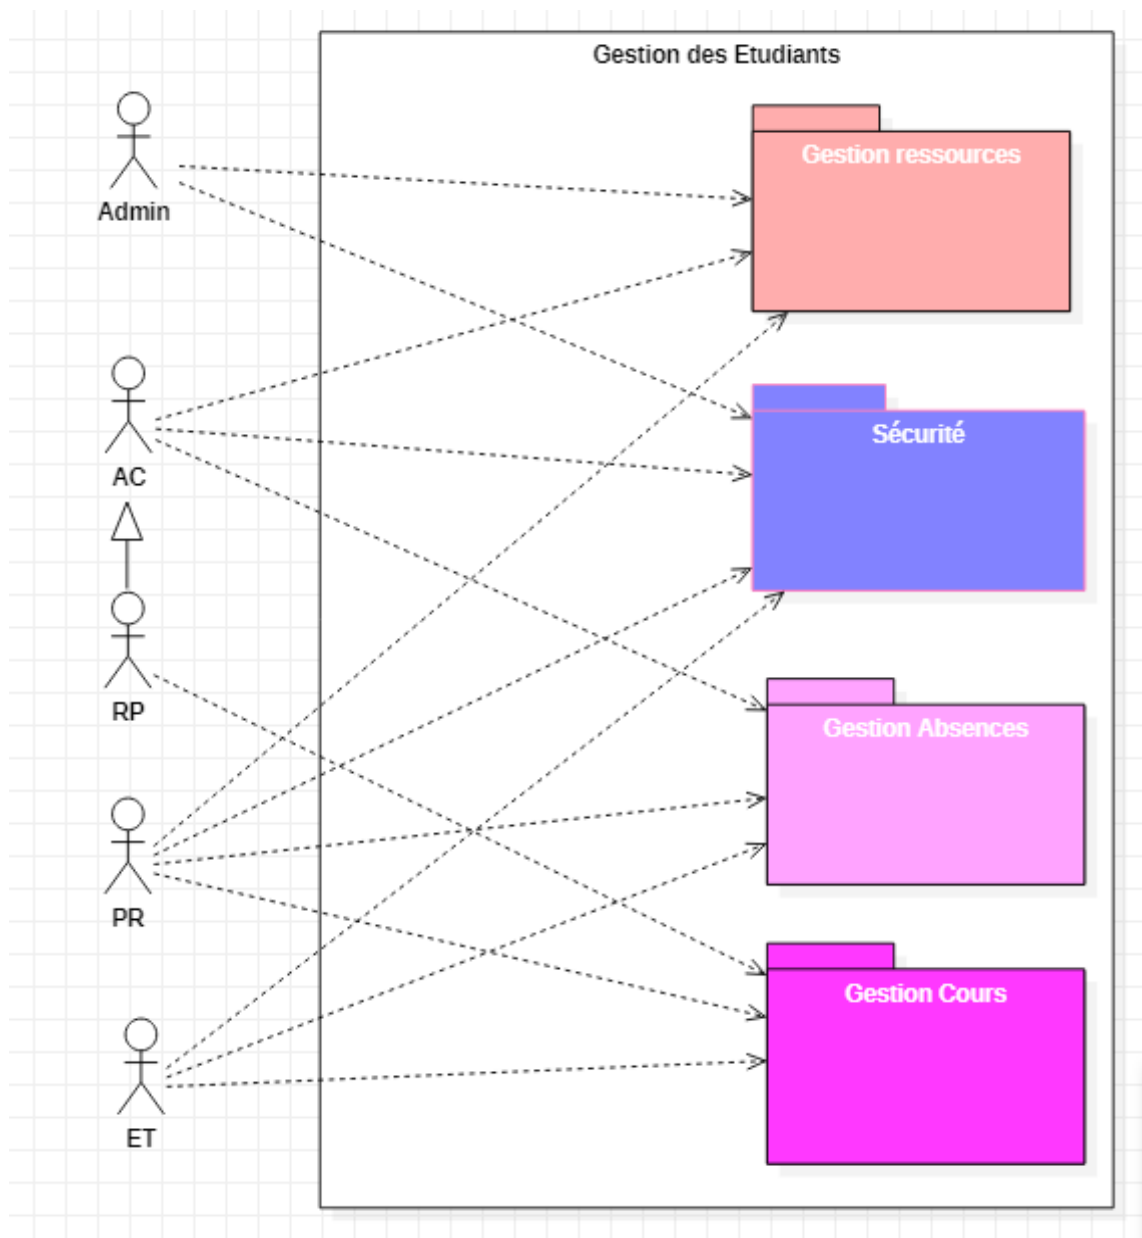 Gestion des Etudiants
Gestion ressources
Admin
Sécurité
AC
RP
Gestion Absences
PR
Gestion Cours
ET